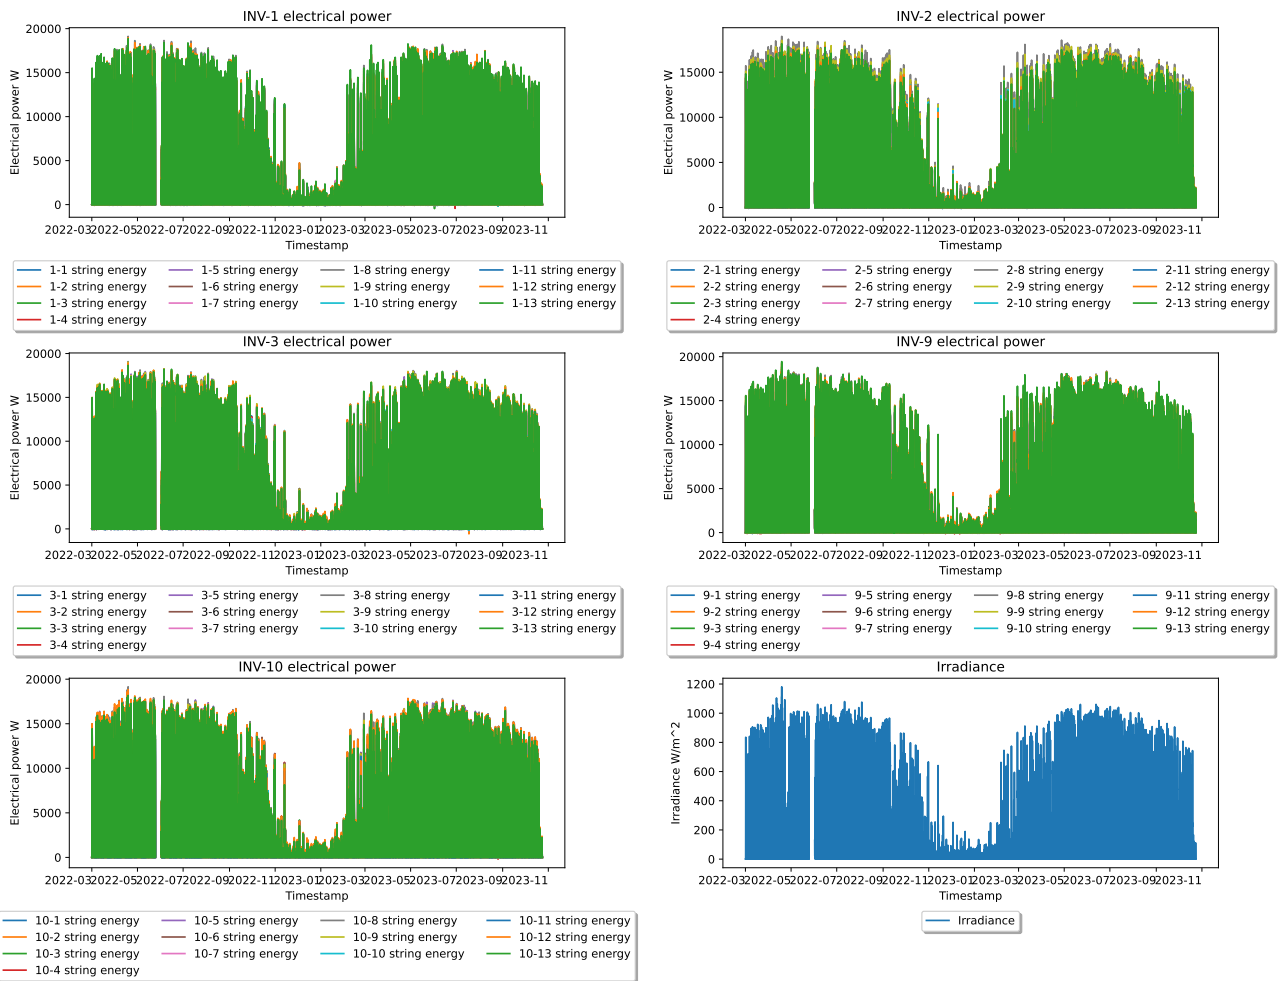 INV-1 electrical power
20000
15000
10000
5000
0
Electrical power W
2022-03 2022-05 2022-07 2022-09 2022-11 2023-01 2023-03 2023-05 2023-07 2023-09 2023-11
Timestamp
1-1 string energy 1-5 string energy 1-8 string energy 1-11 string energy
1-2 string energy 1-6 string energy 1-9 string energy 1-12 string energy
1-3 string energy 1-7 string energy 1-10 string energy 1-13 string energy
1-4 string energy
INV-2 electrical power
15000
10000
5000
0
Electrical power W
2022-03 2022-05 2022-07 2022-09 2022-11 2023-01 2023-03 2023-05 2023-07 2023-09 2023-11
Timestamp
2-1 string energy 2-5 string energy 2-8 string energy 2-11 string energy
2-2 string energy 2-6 string energy 2-9 string energy 2-12 string energy
2-3 string energy 2-7 string energy 2-10 string energy 2-13 string energy
2-4 string energy
INV-3 electrical power
20000
15000
10000
5000
0
Electrical power W
2022-03 2022-05 2022-07 2022-09 2022-11 2023-01 2023-03 2023-05 2023-07 2023-09 2023-11
Timestamp
3-1 string energy 3-5 string energy 3-8 string energy 3-11 string energy
3-2 string energy 3-6 string energy 3-9 string energy 3-12 string energy
3-3 string energy 3-7 string energy 3-10 string energy 3-13 string energy
3-4 string energy
INV-9 electrical power
20000
15000
10000
5000
0
Electrical power W
2022-03 2022-05 2022-07 2022-09 2022-11 2023-01 2023-03 2023-05 2023-07 2023-09 2023-11
Timestamp
9-1 string energy 9-5 string energy 9-8 string energy 9-11 string energy
9-2 string energy 9-6 string energy 9-9 string energy 9-12 string energy
9-3 string energy 9-7 string energy 9-10 string energy 9-13 string energy
9-4 string energy
INV-10 electrical power
20000
15000
10000
5000
0
Electrical power W
2022-03 2022-05 2022-07 2022-09 2022-11 2023-01 2023-03 2023-05 2023-07 2023-09 2023-11
Timestamp
10-1 string energy 10-5 string energy 10-8 string energy 10-11 string energy
10-2 string energy 10-6 string energy 10-9 string energy 10-12 string energy
10-3 string energy 10-7 string energy 10-10 string energy 10-13 string energy
10-4 string energy
Irradiance
1200
1000
800
600
400
200
0
Irradiance W/m^2
2022-03 2022-05 2022-07 2022-09 2022-11 2023-01 2023-03 2023-05 2023-07 2023-09 2023-11
Timestamp
Irradiance